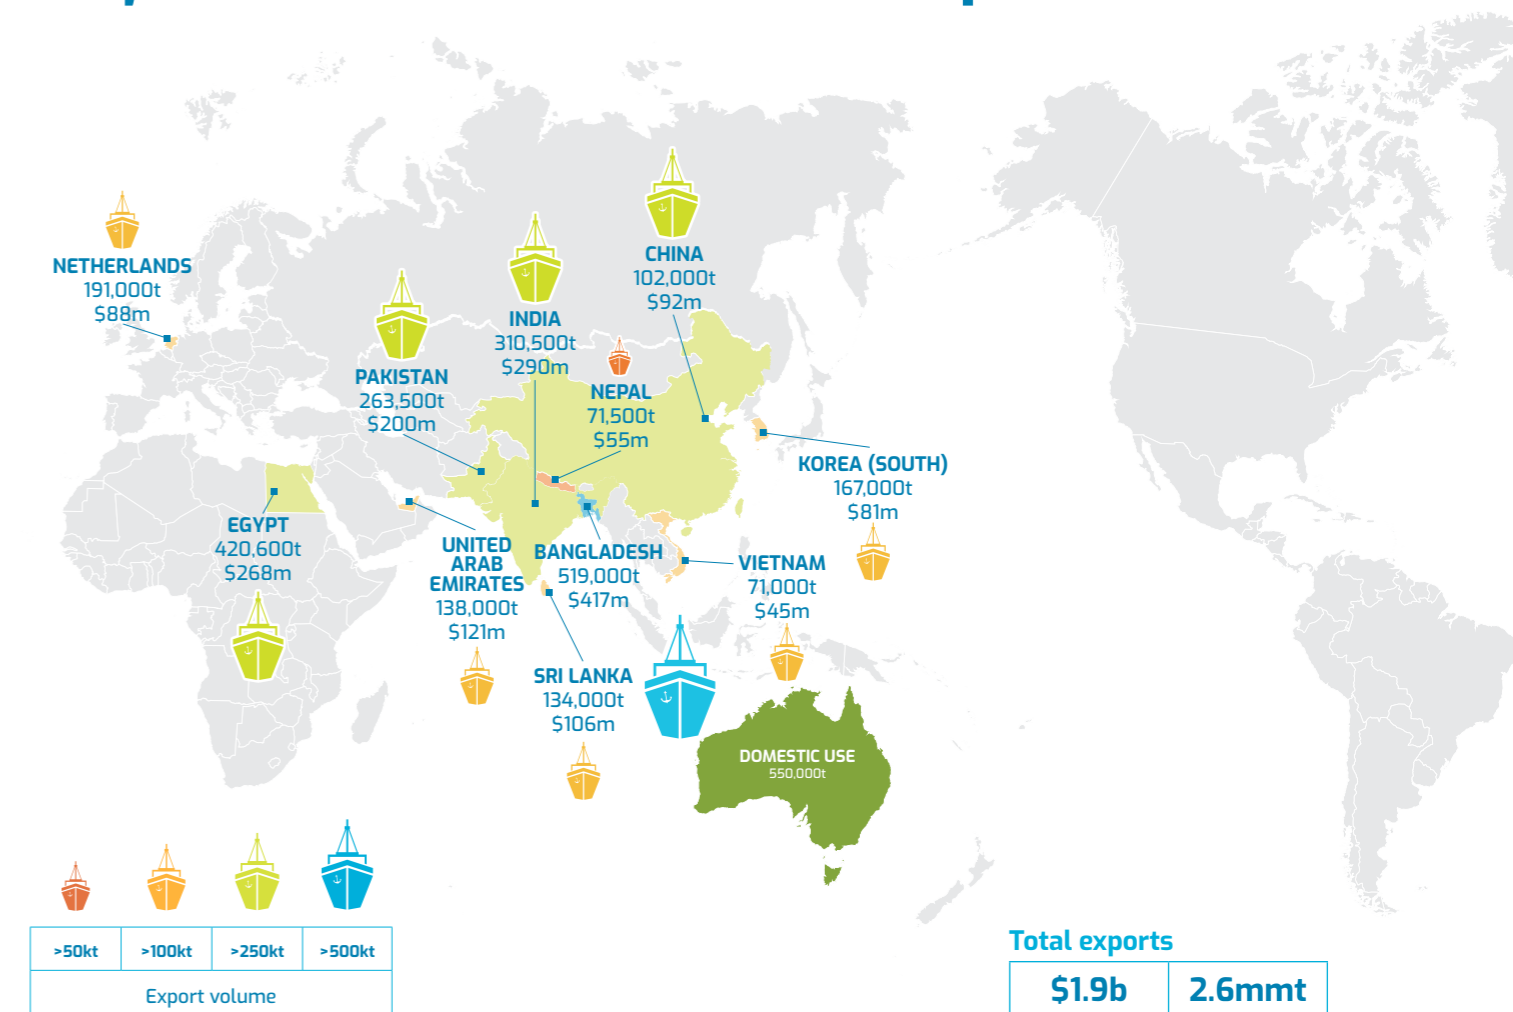 NETHERLANDS
191,000t
$88m
PAKISTAN
263,500t
$200m
INDIA
310,500t
$290m
CHINA
102,000t
$92m
NEPAL
71,500t
$55m
KOREA (SOUTH)
167,000t
$81m
EGYPT
420,600t
$268m
UNITED
ARAB
EMIRATES
138,000t
$121m
BANGLADESH
519,000t
$417m
VIETNAM
71,000t
$45m
SRI LANKA
134,000t
$106m
DOMESTIC USE
550,000t
>50kt >100kt >250kt >500kt
Export volume
Total exports
$1.9b 2.6mmt